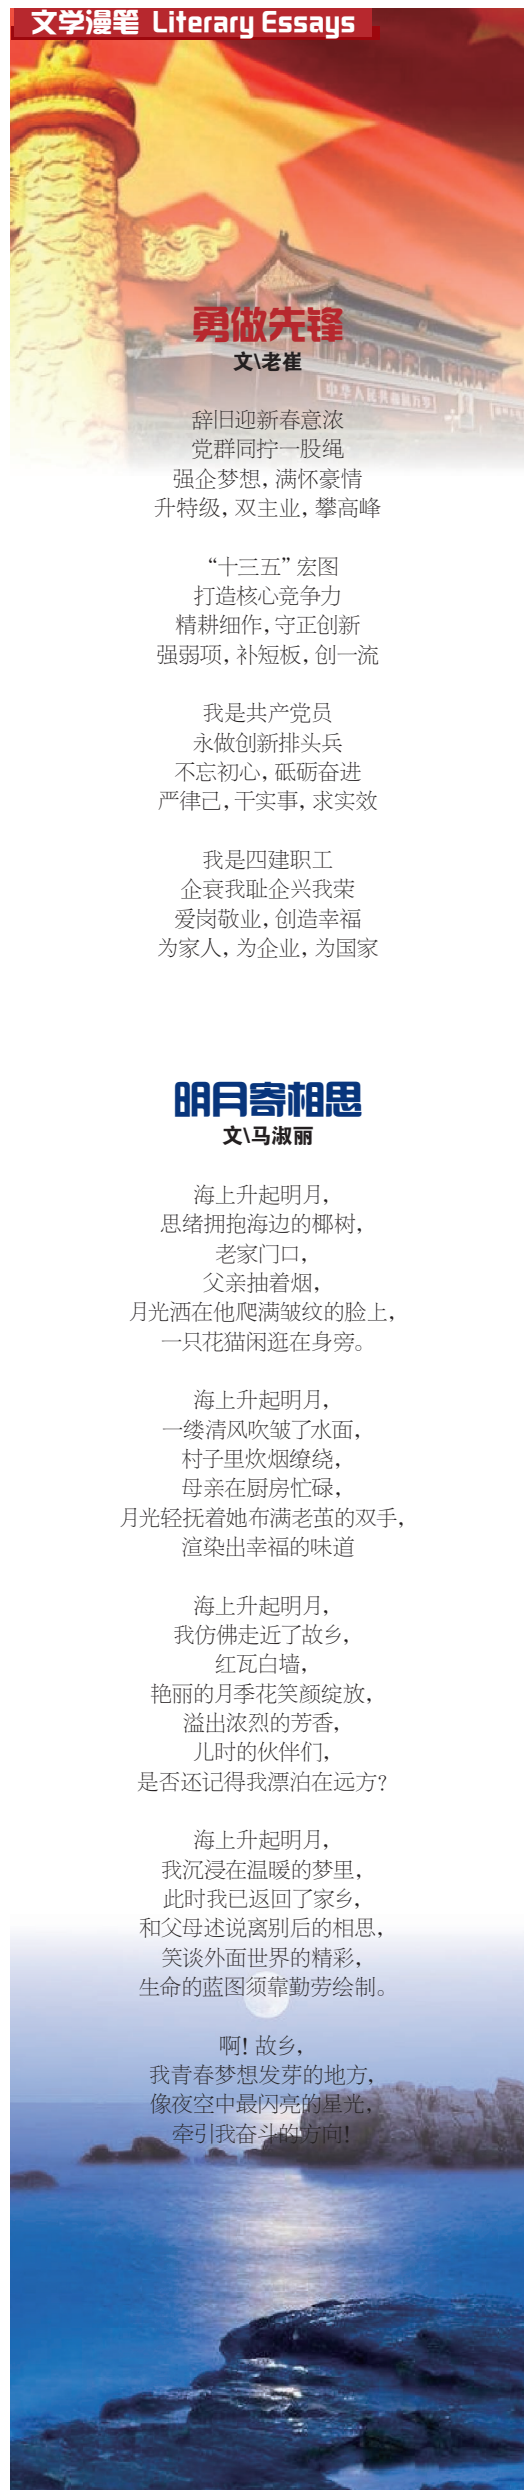 文学漫笔 Literary Essays
中华人民共和国万岁
勇做先锋
文\老崔
辞旧迎新春意浓
党群同拧一股绳
强企梦想，满怀豪情
升特级，双主业，攀高峰
“十三五”宏图
打造核心竞争力
精耕细作，守正创新
强弱项，补短板，创一流
我是共产党员
永做创新排头兵
不忘初心，砥砺奋进
严律己，干实事，求实效
我是四建职工
企衰我耻企兴我荣
爱岗敬业，创造幸福
为家人，为企业，为国家
明月寄相思
文\马淑丽
海上升起明月，
思绪拥抱海边的椰树，
老家门口，
父亲抽着烟，
月光洒在他爬满皱纹的脸上，
一只花猫闲逛在身旁。
海上升起明月，
一缕清风吹皱了水面，
村子里炊烟缭绕，
母亲在厨房忙碌，
月光轻抚着她布满老茧的双手，
渲染出幸福的味道
海上升起明月，
我仿佛走近了故乡，
红瓦白墙，
艳丽的月季花笑颜绽放，
溢出浓烈的芳香，
儿时的伙伴们，
是否还记得我漂泊在远方？
海上升起明月，
我沉浸在温暖的梦里，
此时我已返回了家乡，
和父母述说离别后的相思，
笑谈外面世界的精彩，
生命的蓝图须靠勤劳绘制。
啊！故乡，
我青春梦想发芽的地方，
像夜空中最闪亮的星光，
牵引我奋斗的方向！